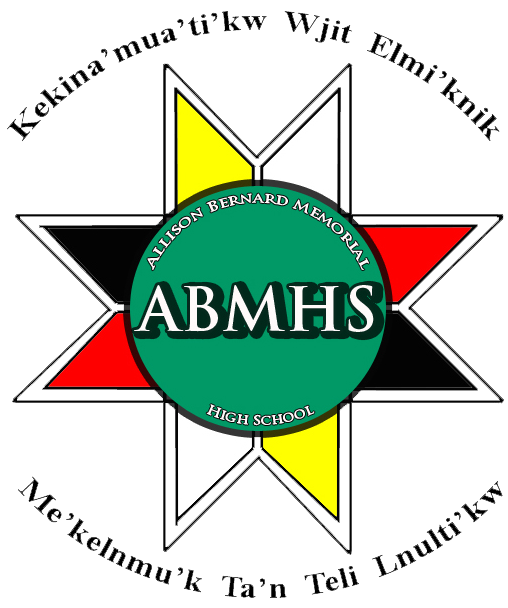 Kekina’mua’ti’kw Wjit Elmi’knik
ALLISON BERNARD MEMORIAL
ABMHS
HIGH SCHOOL
Me’kelnmu’k Ta’n Teli Lnulti’kw